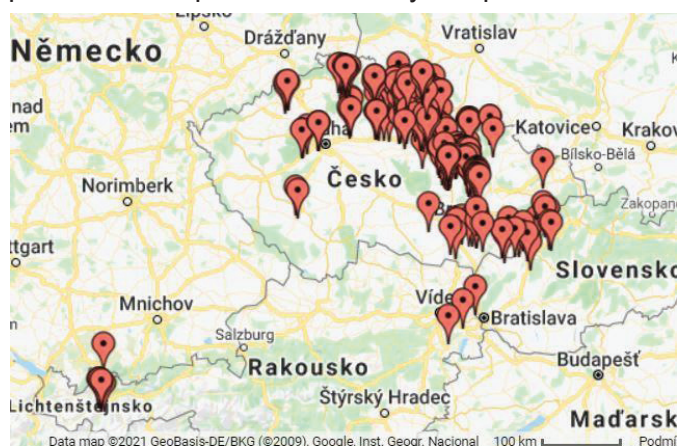 Lipsko
Drážďany
Vratislav
Německo
nad
em
Katovice
Krakov
Bílsko-Bělá
Česko
Norimberk
Zakopane
ttgart
Slovensko
Mnichov
Víde
Bratislava
Salzburg
Budapešť
Rakousko
Lichtenštejnsko
Štýrský Hradec
Maďarsk
Data map ©2021 GeoBasis-DE/BKG (©2009), Google, Inst. Geogr. Nacional 100 km Podmí